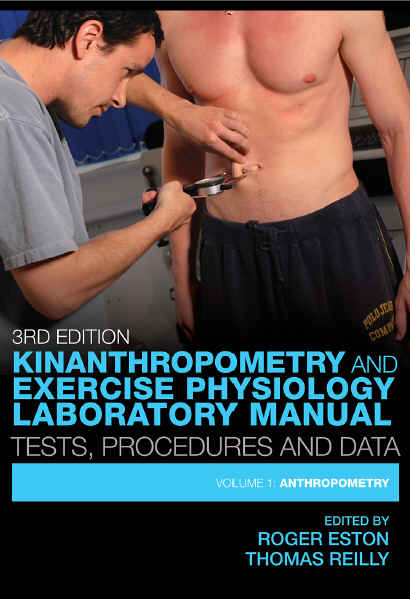 3RD EDITION
KINANTHROPOMETRY AND
EXERCISE PHYSIOLOGY
LABORATORY MANUAL
TESTS, PROCEDURES AND DATA
VOLUME 1: ANTHROPOMETRY
EDITED BY
ROGER ESTON
THOMAS REILLY